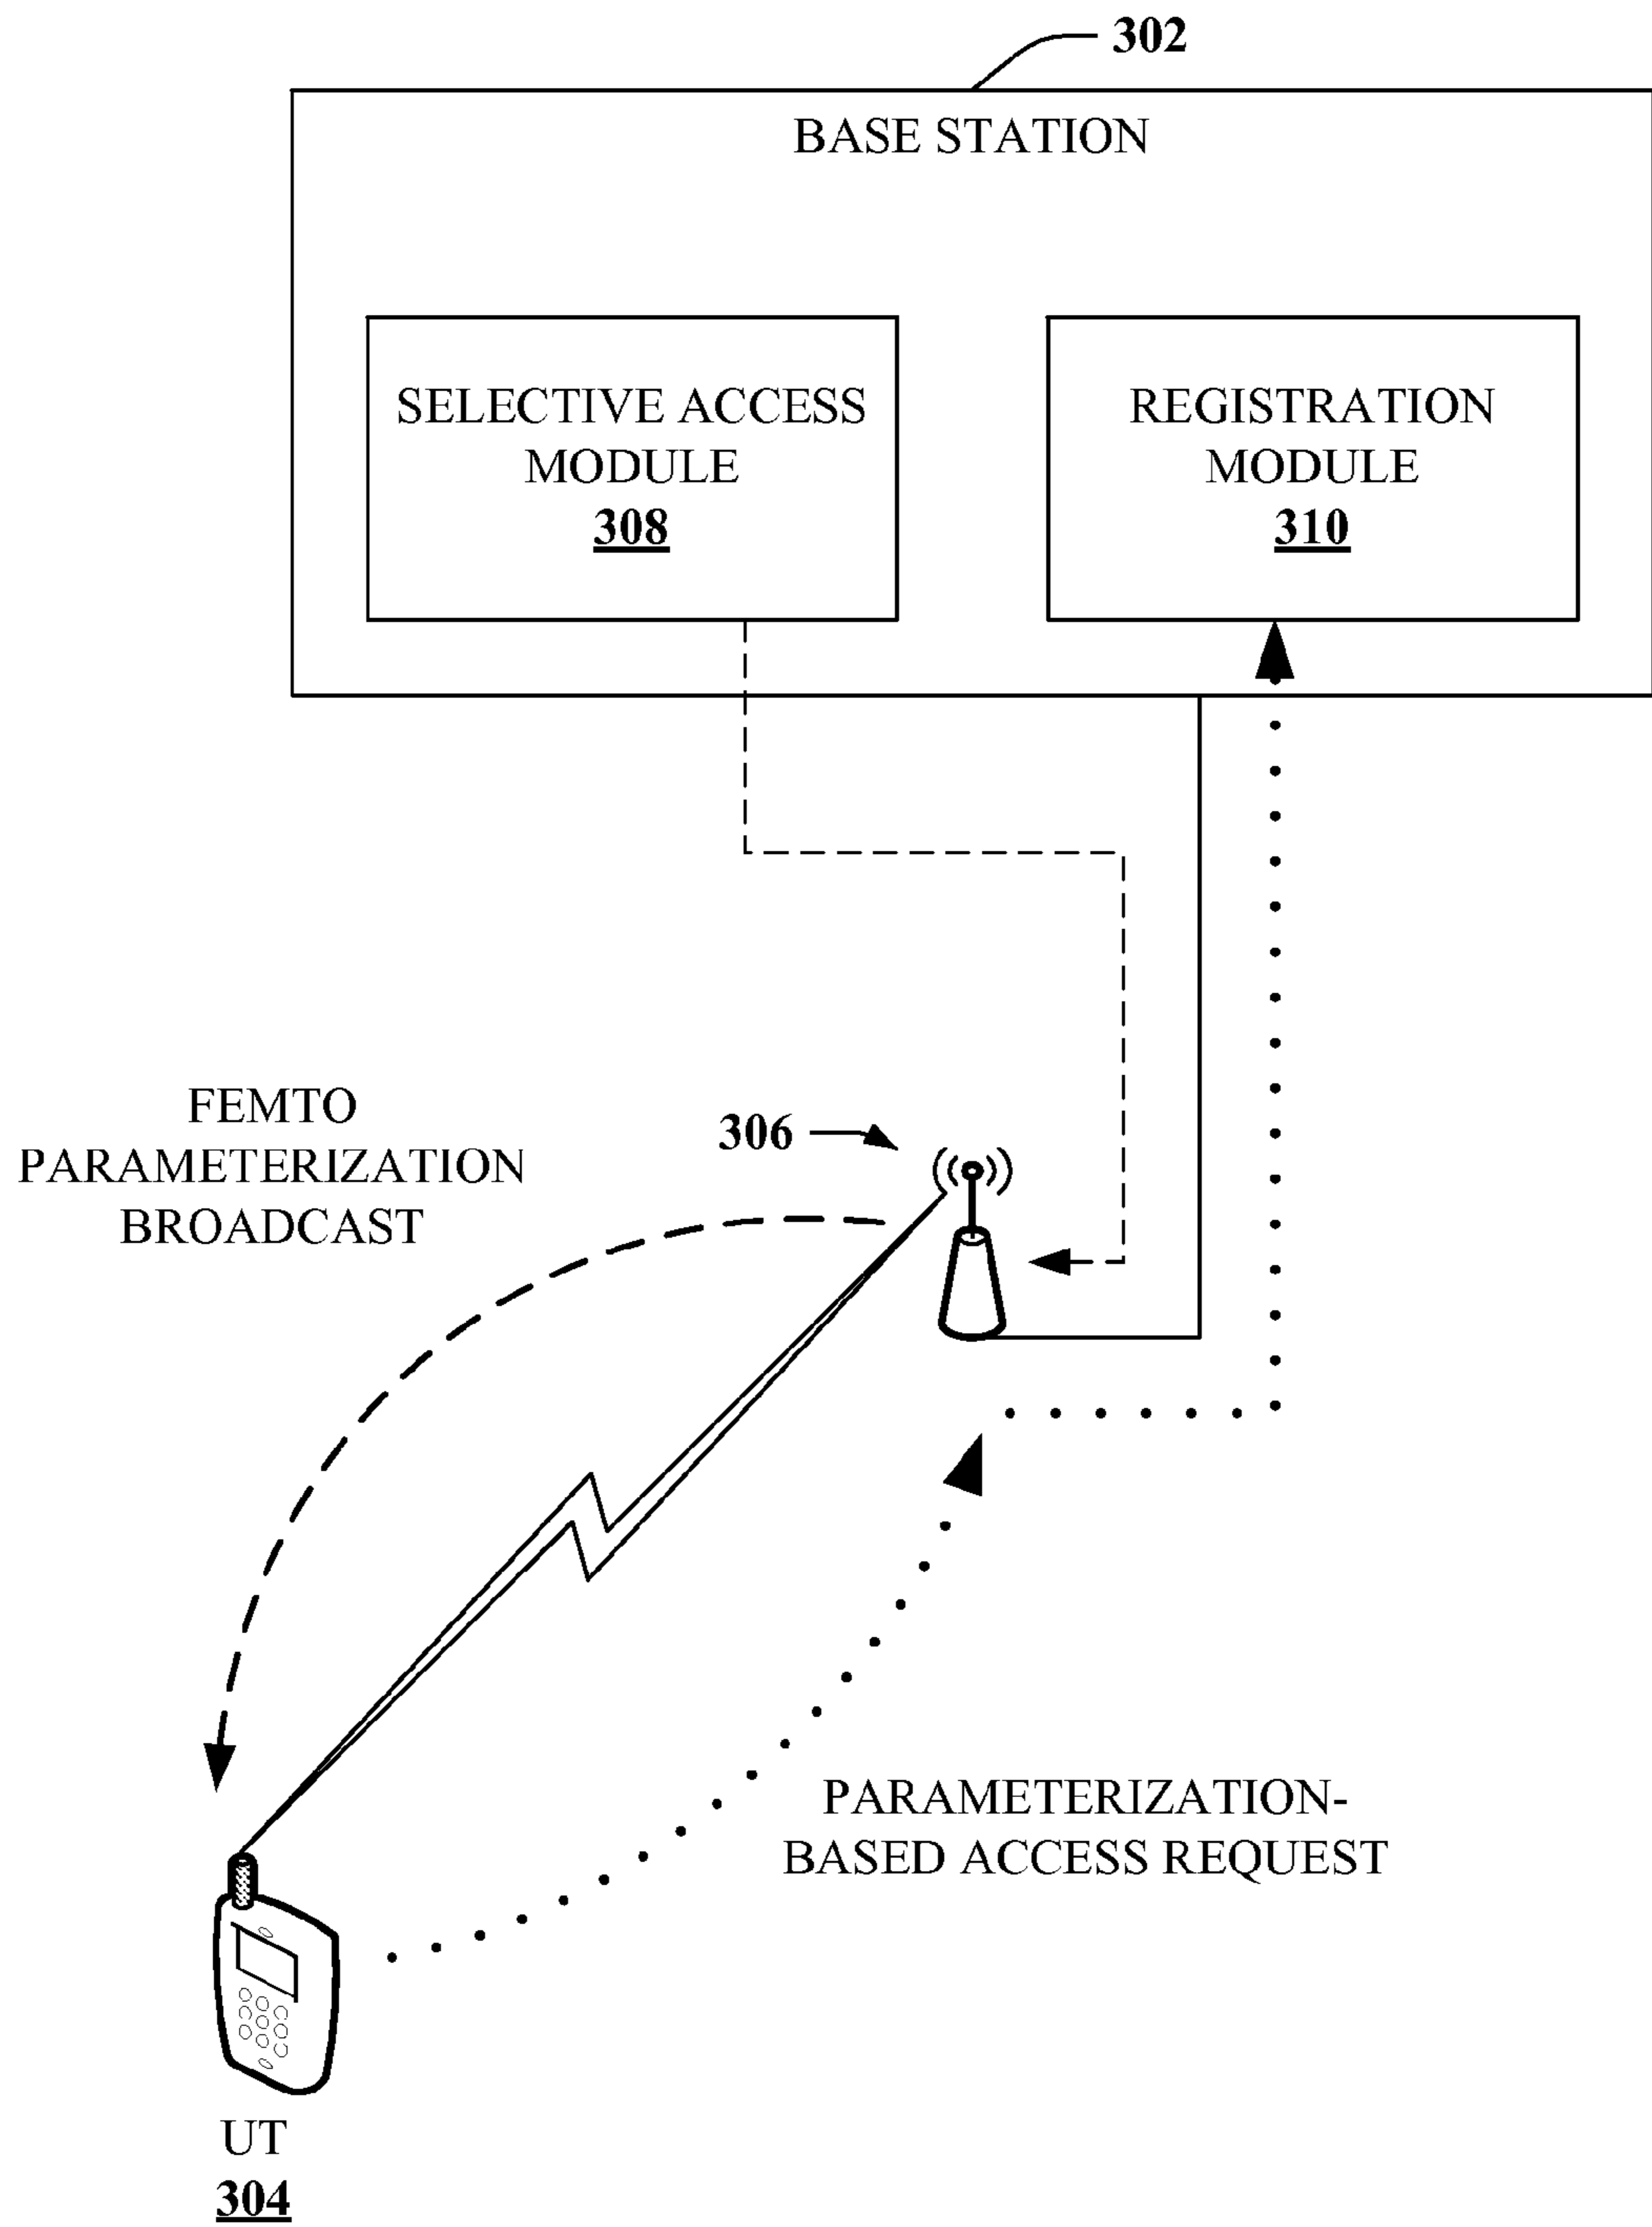 302
BASE STATION
SELECTIVE ACCESS
MODULE
308
REGISTRATION
MODULE
310
FEMTO
PARAMETERIZATION
BROADCAST
306
PARAMETERIZATION-
BASED ACCESS REQUEST
UT
304